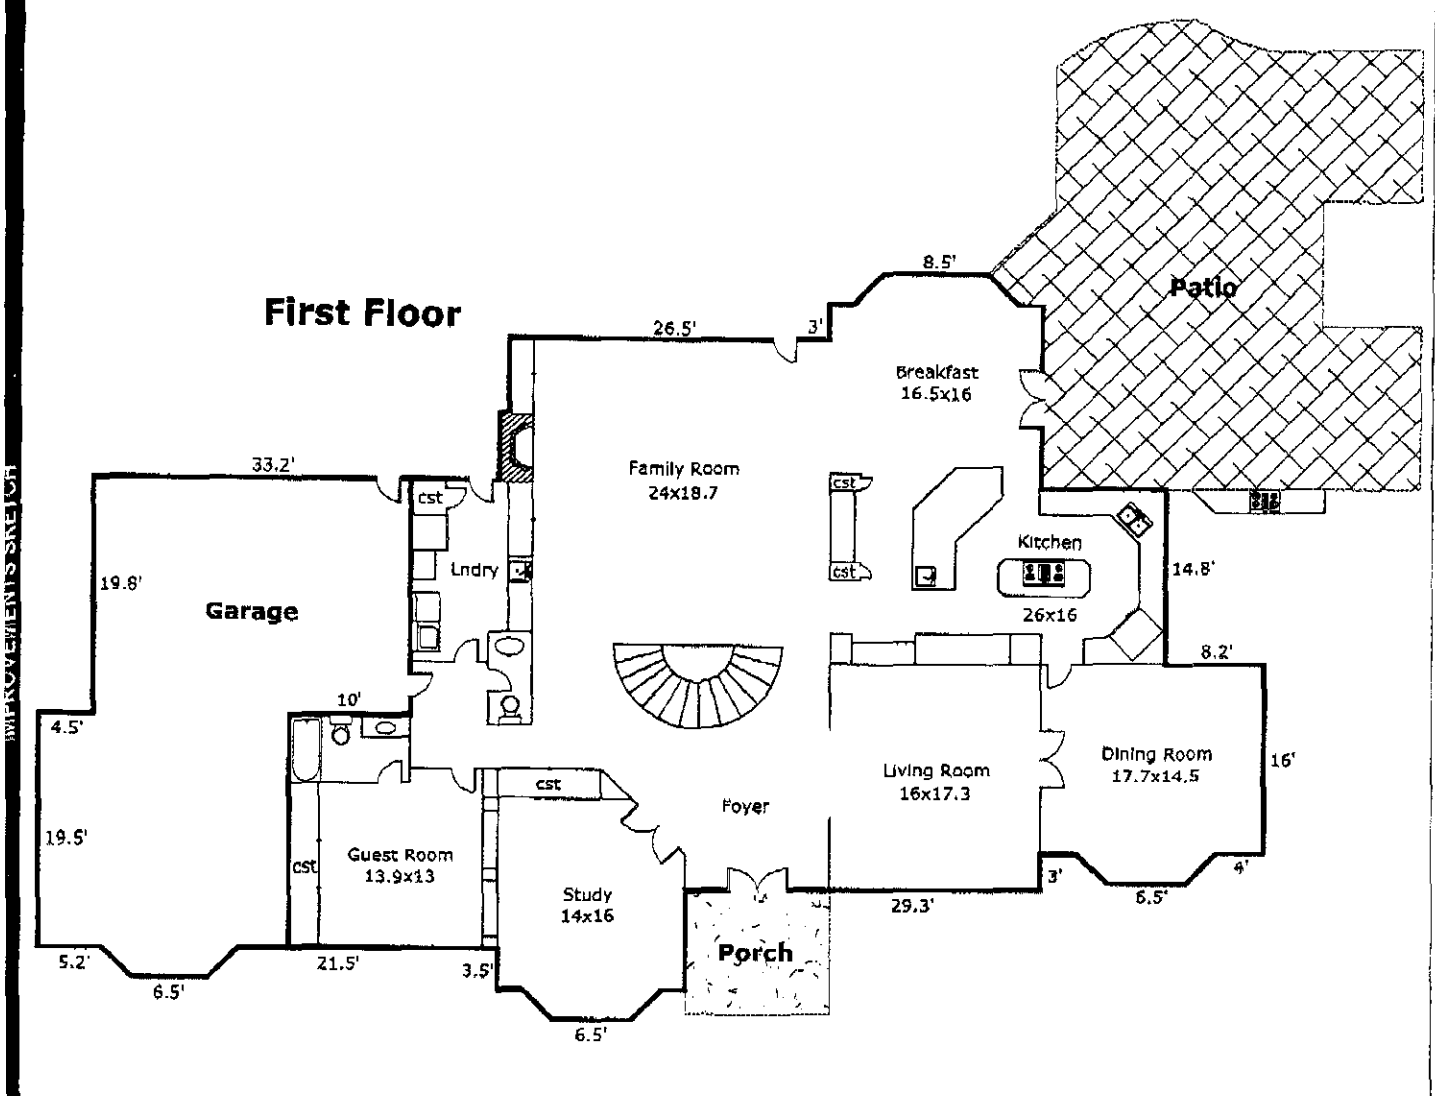 IMPROVEMENTS SKETCH
8.5'
First Floor
26.5'
3'
Patio
Breakfast
16.5x16
33.2'
Family Room
24x18.7
cst
cst
Kitchen
Lndry
cst
14.8'
19.8'
Garage
26x16
8.2'
10'
4.5'
Living Room
16x17.3
Dining Room
17.7x14.5
16'
cst
Foyer
19.5'
Guest Room
13.9x13
cst
Study
14x16
3'
4'
6.5'
29.3'
Porch
5.2'
21.5'
3.5'
6.5'
6.5'